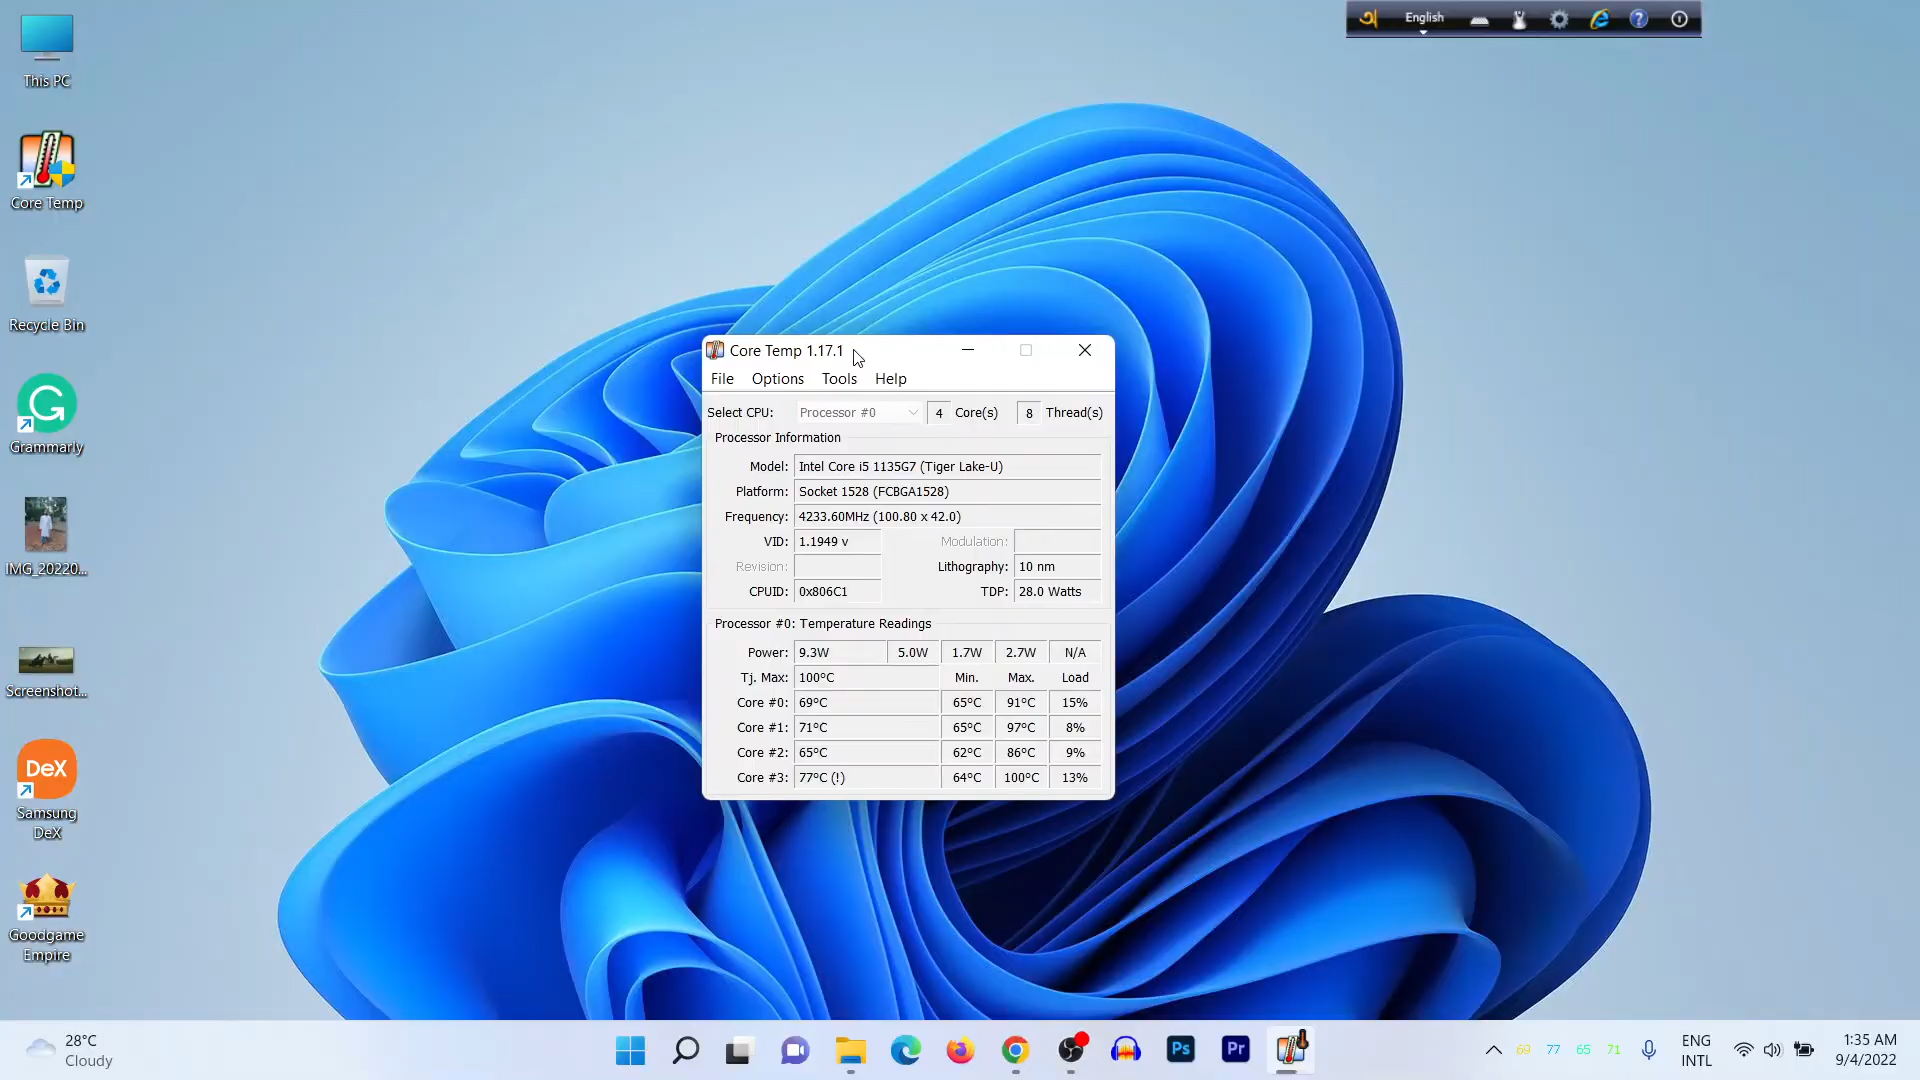 This PC
Core Temp
Recycle Bin
Grammarly
IMG_20220...
Screenshot...
DeX
Samsung
DeX
Goodgame
Empire
English
Core Temp 1.17.1
File Options Tools Help
Select CPU: Processor #0 4 Core(s) 8 Thread(s)
Processor Information
Model: Intel Core i5 1135G7 (Tiger Lake-U)
Platform: Socket 1528 (FCBGA1528)
Frequency: 4233.60MHz (100.80 x 42.0)
VID: 1.1949 v Modulation:
Revision: Lithography: 10 nm
CPUID: 0x806C1 TDP: 28.0 Watts
Processor #0: Temperature Readings
Power: 9.3W 5.0W 1.7W 2.7W N/A
Tj. Max: 100°C Min. Max. Load
Core #0: 69°C 65°C 91°C 15%
Core #1: 71°C 65°C 97°C 8%
Core #2: 65°C 62°C 86°C 9%
Core #3: 77°C (!) 64°C 100°C 13%
28°C
Cloudy
Ps Pr
69 77 65 71
ENG
INTL
1:35 AM
9/4/2022